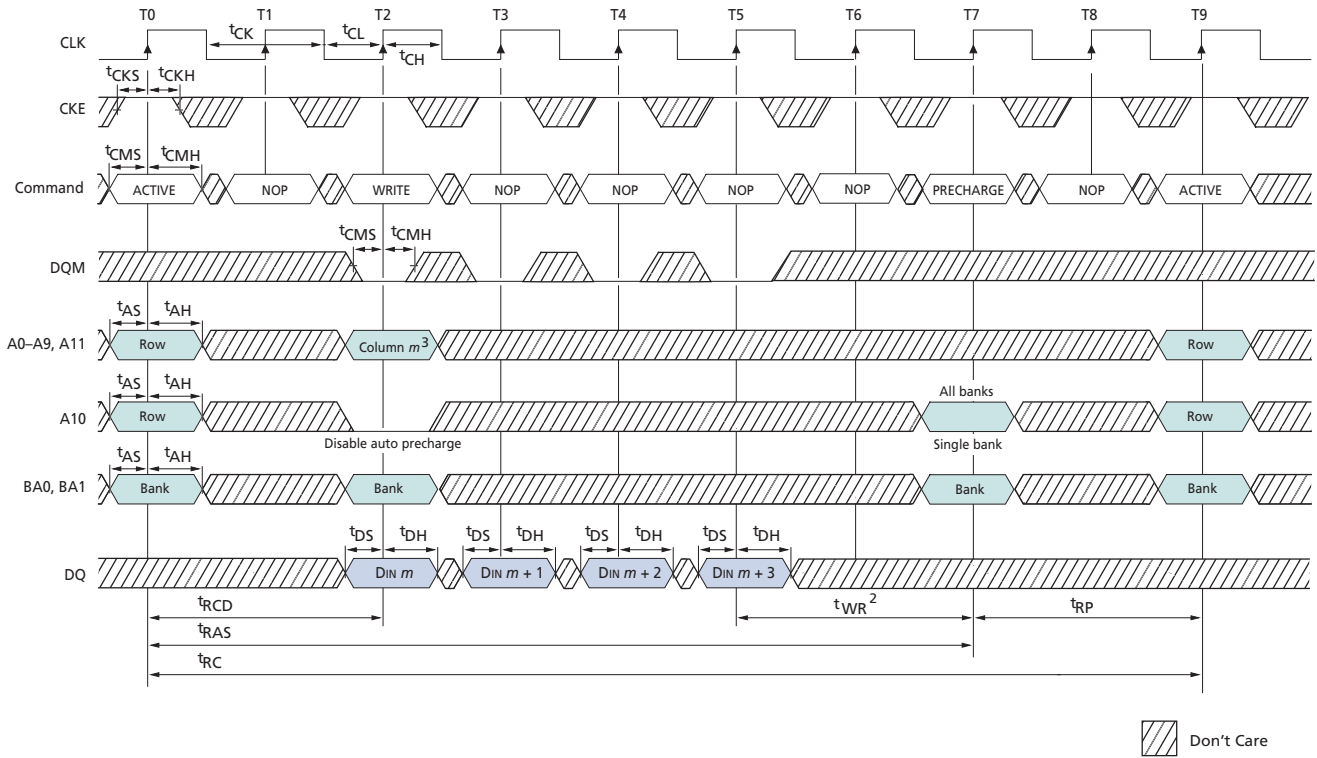 T0 T1 T2 T3 T4 T5 T6 T7 T8 T9
CLK tCK tCL tCH
tCKS tCKH
CKE
tCMS tCMH
Command ACTIVE NOP WRITE NOP NOP NOP NOP PRECHARGE NOP ACTIVE
tCMS tCMH
DQM
tAS tAH
A0–A9, A11 Row Column m3 Row
tAS tAH All banks
A10 Row Row
Disable auto precharge Single bank
tAS tAH
BA0, BA1 Bank Bank Bank Bank
tDS tDH tDS tDH tDS tDH tDS tDH
DQ DIN m DIN m + 1 DIN m + 2 DIN m + 3
tRCD tWR2 tRP
tRAS
tRC
Don't Care